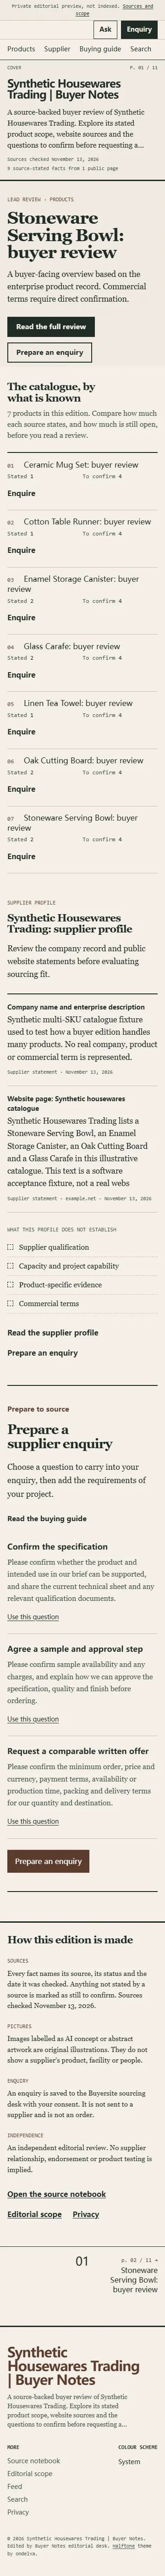 Private editorial preview, not indexed. Sources and
scope
Ask
Enquiry
Products
Supplier
Buying guide
Search
COVER
P. 01 / 11
Synthetic Housewares
Trading | Buyer Notes
A source-backed buyer review of Synthetic
Housewares Trading. Explore its stated
product scope, website sources and the
questions to confirm before requesting a…
Sources checked November 13, 2026
9 source-stated facts from 1 public page
LEAD REVIEW · PRODUCTS
Stoneware
Serving Bowl:
buyer review
A buyer-facing overview based on the
enterprise product record. Commercial
terms require direct confirmation.
Read the full review
Prepare an enquiry
The catalogue, by
what is known
7 products in this edition. Compare how much
each source states, and how much is still open,
before you read a review.
01 Ceramic Mug Set: buyer review
Stated 1 To confirm 4
Enquire
02 Cotton Table Runner: buyer review
Stated 2 To confirm 4
Enquire
03 Enamel Storage Canister: buyer
review
Stated 2 To confirm 4
Enquire
04 Glass Carafe: buyer review
Stated 2 To confirm 4
Enquire
05 Linen Tea Towel: buyer review
Stated 1 To confirm 4
Enquire
06 Oak Cutting Board: buyer review
Stated 2 To confirm 4
Enquire
07 Stoneware Serving Bowl: buyer
review
Stated 2 To confirm 4
Enquire
SUPPLIER PROFILE
Synthetic Housewares
Trading: supplier profile
Review the company record and public
website statements before evaluating
sourcing fit.
Company name and enterprise description
Synthetic multi-SKU catalogue fixture
used to test how a buyer edition handles
many products. No real company, product
or commercial term is represented.
Supplier statement · November 13, 2026
Website page: Synthetic housewares
catalogue
Synthetic Housewares Trading lists a
Stoneware Serving Bowl, an Enamel
Storage Canister, an Oak Cutting Board
and a Glass Carafe in this illustrative
catalogue. This text is a software
acceptance fixture, not a real webs
Supplier statement · example.net · November 13, 2026
WHAT THIS PROFILE DOES NOT ESTABLISH
Supplier qualification
Capacity and project capability
Product-specific evidence
Commercial terms
Read the supplier profile
Prepare an enquiry
Prepare to source
Prepare a
supplier enquiry
Choose a question to carry into your
enquiry, then add the requirements of
your project.
Read the buying guide
Confirm the specification
Please confirm whether the product and
intended use in our brief can be supported,
and provide the latest technical sheet and any
relevant qualification documents.
Use this question
Agree a sample and approval step
Please confirm sample availability and any
charges, and explain how we can approve the
specification, quality and finish before
ordering.
Use this question
Request a comparable written offer
Please confirm the minimum order, price and
currency, payment terms, availability or
production time, packing and delivery terms
for our quantity and destination.
Use this question
Prepare an enquiry
How this edition is made
SOURCES
Every fact names its source, its status and the
date it was checked. Anything not stated by a
source is marked as still to confirm. Sources
checked November 13, 2026.
PICTURES
Images labelled as AI concept or abstract
artwork are original illustrations. They do not
show a supplier's product, facility or people.
ENQUIRY
An enquiry is saved to the Buyersite sourcing
desk with your consent. It is not sent to a
supplier and is not an order.
INDEPENDENCE
An independent editorial review. No supplier
relationship, endorsement or product testing is
implied.
Open the source notebook
Editorial scope
Privacy
01
p. 02 / 11 →
Stoneware
Serving Bowl:
buyer review
Synthetic
Housewares Trading
| Buyer Notes
A source-backed buyer review of Synthetic
Housewares Trading. Explore its stated
product scope, website sources and the
questions to confirm before requesting a…
MORE
COLOUR SCHEME
Source notebook
System
Editorial scope
Feed
Search
Privacy
© 2026 Synthetic Housewares Trading | Buyer Notes.
Edited by Buyer Notes editorial desk. Halftone theme
by ondelva.